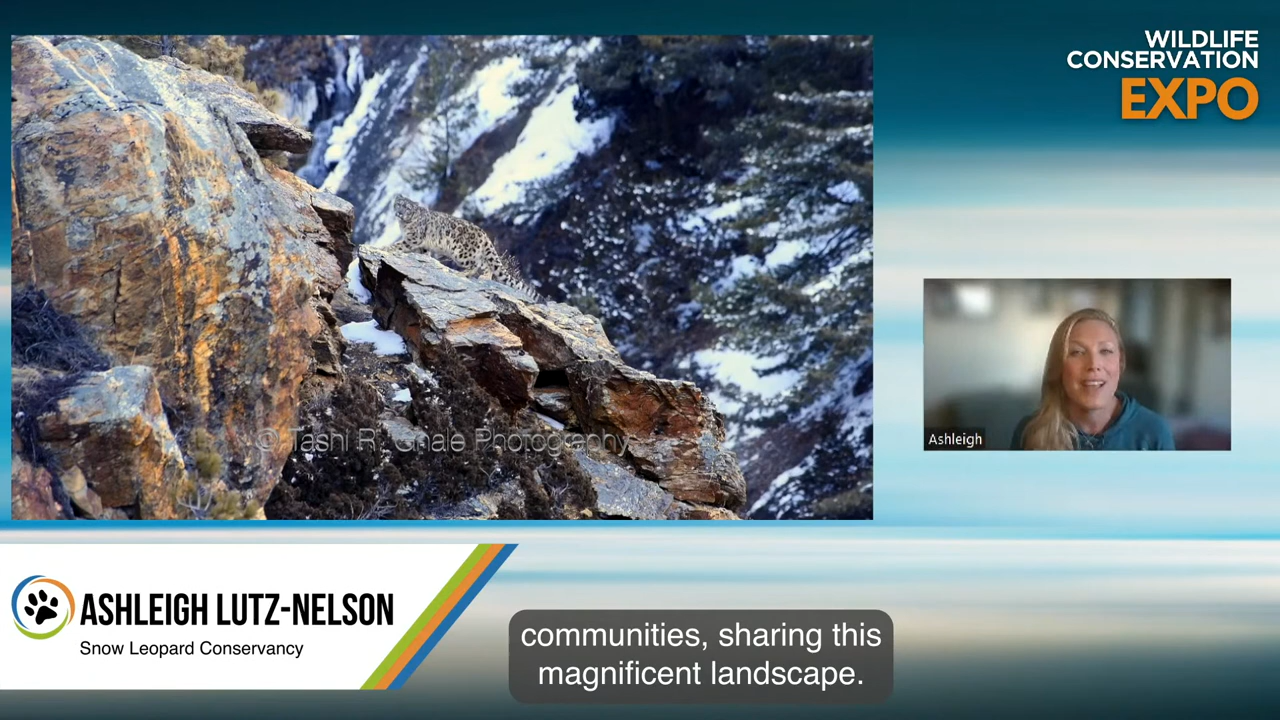 WILDLIFE
CONSERVATION
EXPO
© Tashi R. Ghale Photography
Ashleigh
ASHLEIGH LUTZ-NELSON
Snow Leopard Conservancy
communities, sharing this
magnificent landscape.